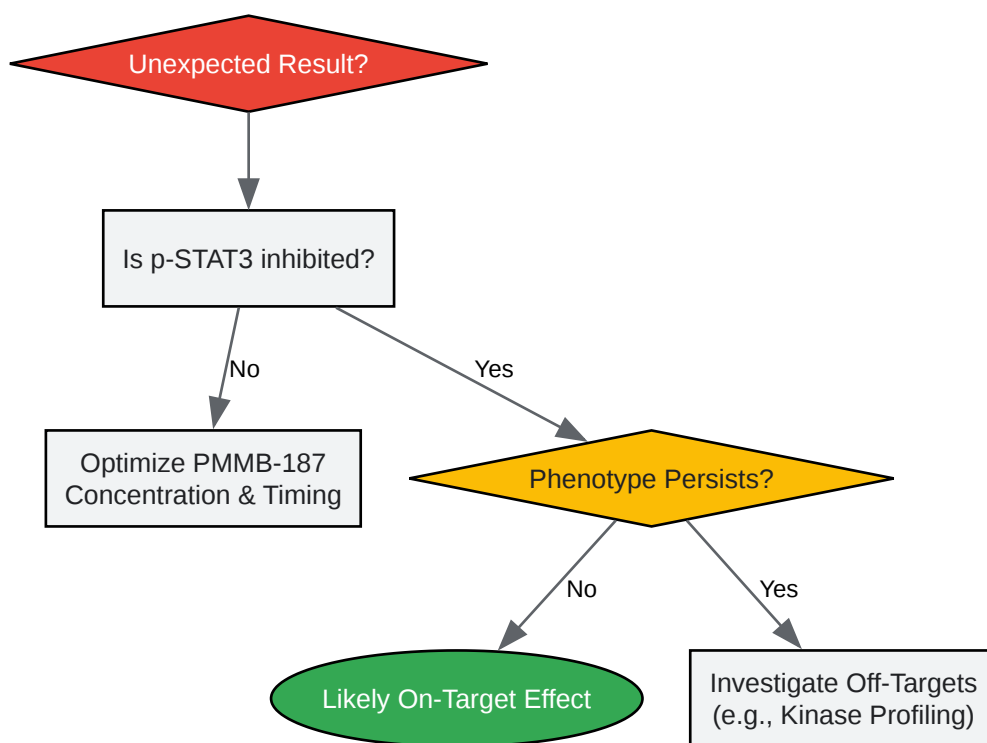 Unexpected Result?
Is p-STAT3 inhibited?
No
Yes
Optimize PMMB-187
Concentration & Timing
Phenotype Persists?
No
Yes
Likely On-Target Effect
Investigate Off-Targets
(e.g., Kinase Profiling)